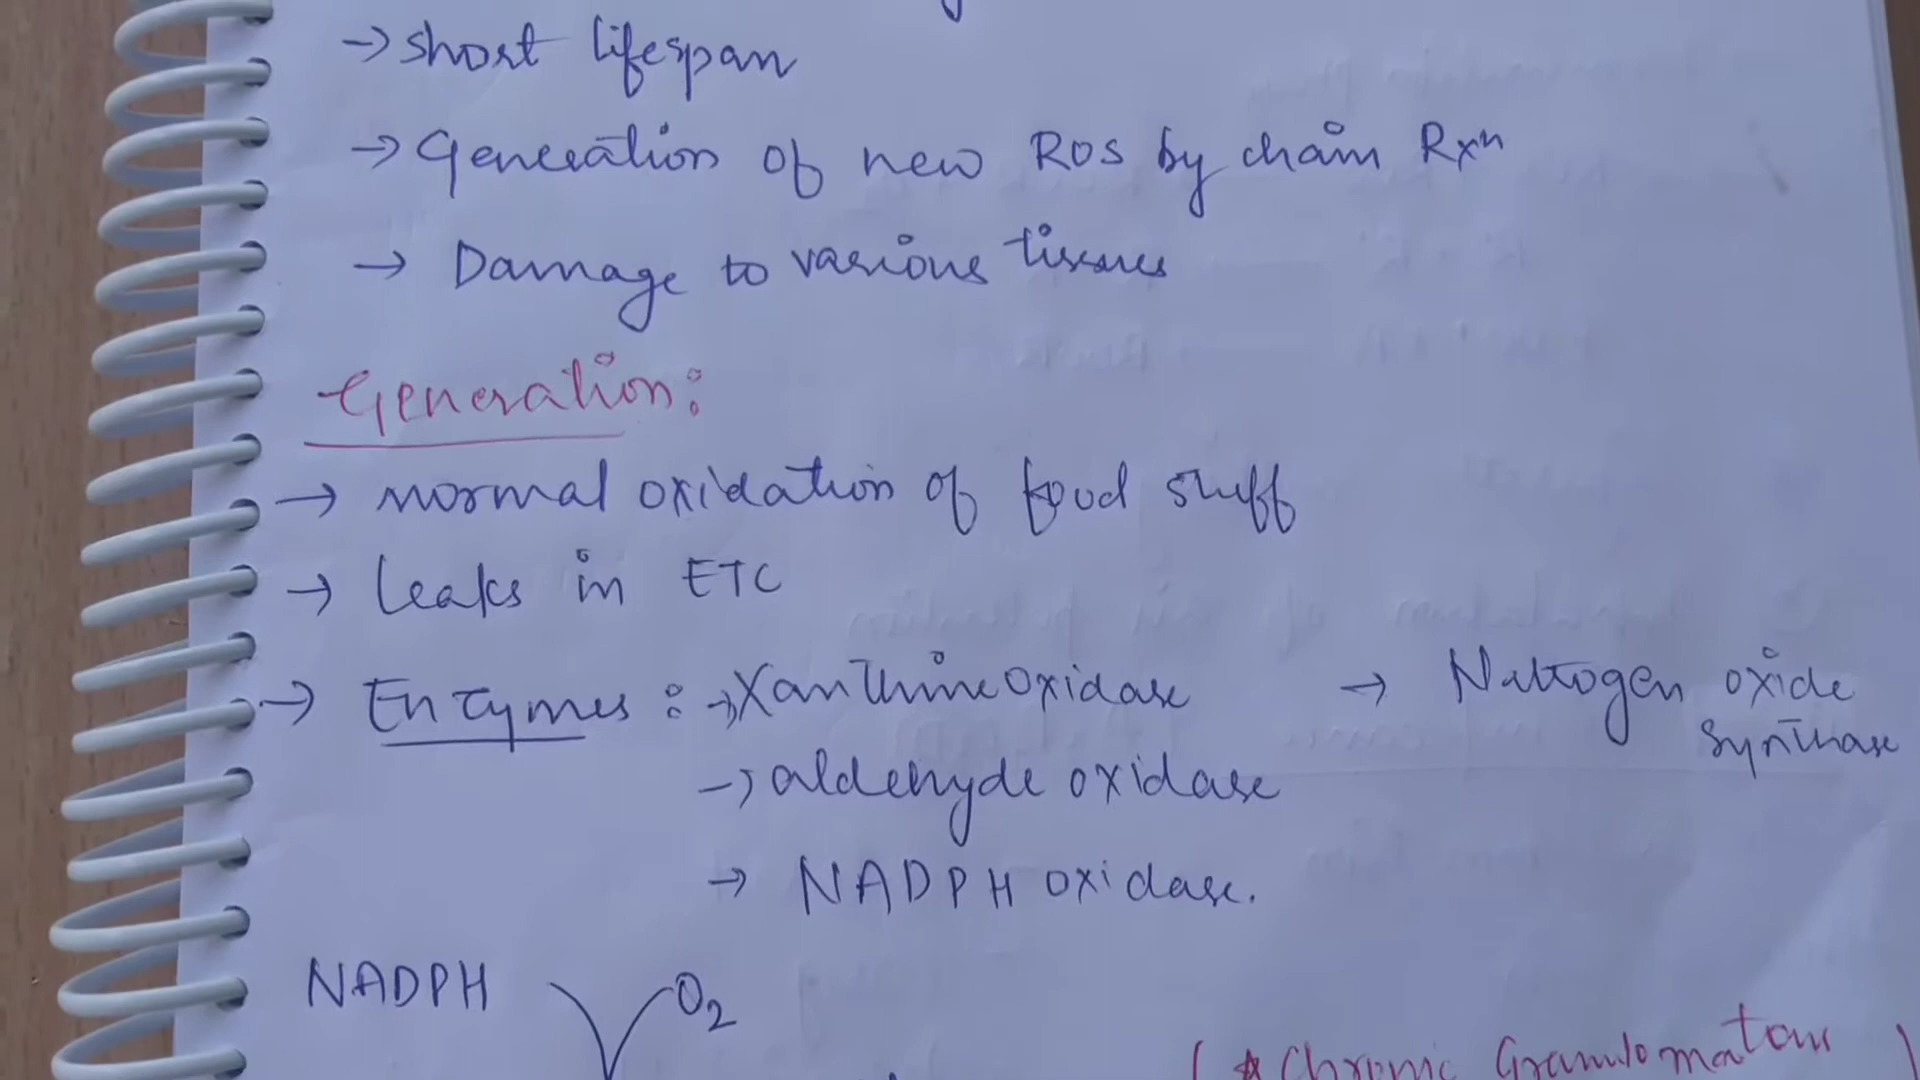 → short lifespan
→ Generation of new ROS by chain Rxn
→ Damage to various tissues
Generation:
→ normal oxidation of food stuff
→ Leaks in ETC
→ Enzymes : → Xanthine oxidase → Nitrogen oxide synthase
→ aldehyde oxidase
→ NADPH oxidase.
NADPH O2
( * Chronic Granulomatous )